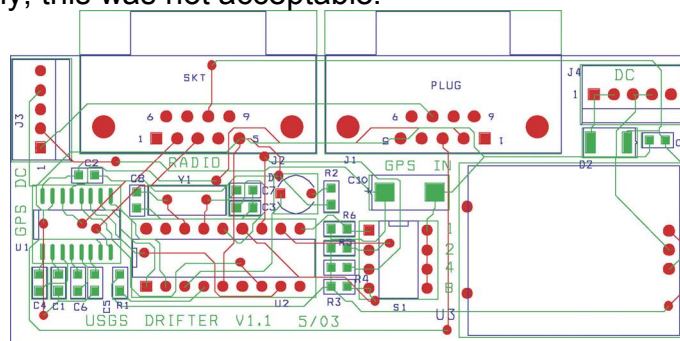 ly, this was not acceptable.
J4
DC
SKT
PLUG
J3
6 9
6 9
1
1 5
5 1
1
RADIO
J2
J1
GPS IN
D2
C
C2
GPS DC
C8
Y1
C7
C3
R2
C10
R6
1
2
4
8
U1
R4
C4
C1
C6
C5
R1
U2
R3
S1
U3
USGS DRIFTER V1.1 5/03